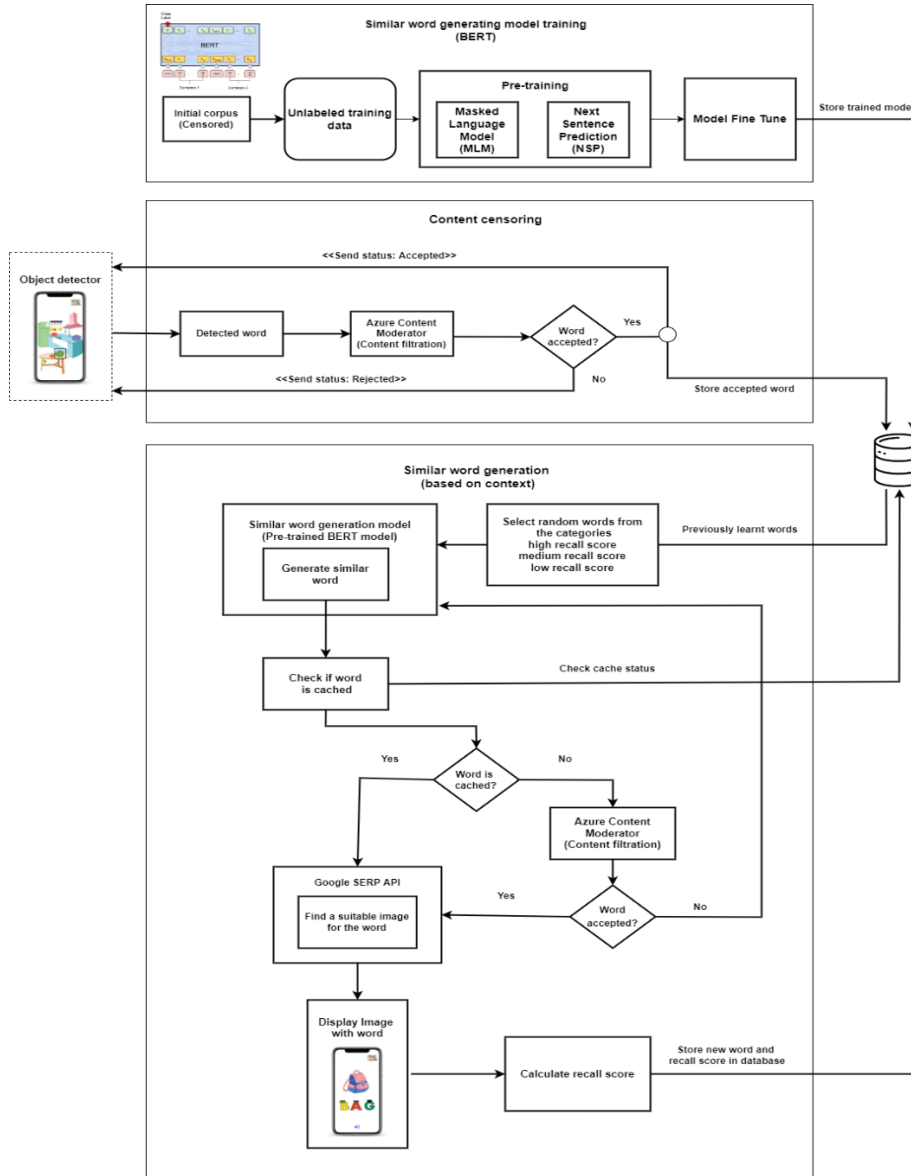 Similar word generating model training
(BERT)
Class
Label
BERT
Sentence 1
Sentence 2
Initial corpus
(Censored)
Unlabeled training
data
Pre-training
Masked
Language
Model
(MLM)
Next
Sentence
Prediction
(NSP)
Model Fine Tune
Store trained mode
Content censoring
<<Send status: Accepted>>
Object detector
Detected word
Azure Content
Moderator
(Content filtration)
Word
accepted?
Yes
No
<<Send status: Rejected>>
Store accepted word
Similar word generation
(based on context)
Similar word generation model
(Pre-trained BERT model)
Generate similar
word
Select random words from
the categories
high recall score
medium recall score
low recall score
Previously learnt words
Check if word
is cached
Check cache status
Yes
Word is
cached?
No
Azure Content
Moderator
(Content filtration)
Google SERP API
Find a suitable image
for the word
Yes
Word
accepted?
No
Display Image
with word
BAG
Calculate recall score
Store new word and
recall score in database